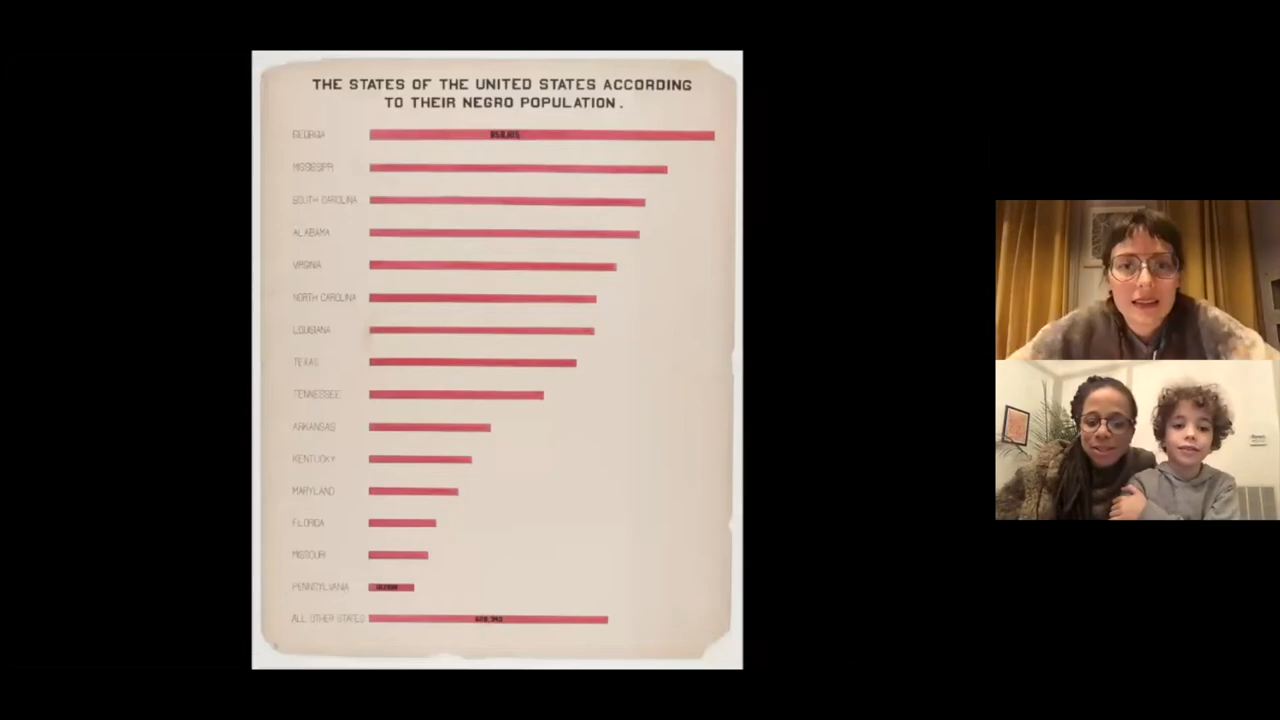 THE STATES OF THE UNITED STATES ACCORDING
TO THEIR NEGRO POPULATION.
GEORGIA
MISSISSIPPI
SOUTH CAROLINA
ALABAMA
VIRGINIA
NORTH CAROLINA
LOUISIANA
TEXAS
TENNESSEE
ARKANSAS
KENTUCKY
MARYLAND
FLORIDA
MISSOURI
PENNSYLVANIA
ALL OTHER STATES